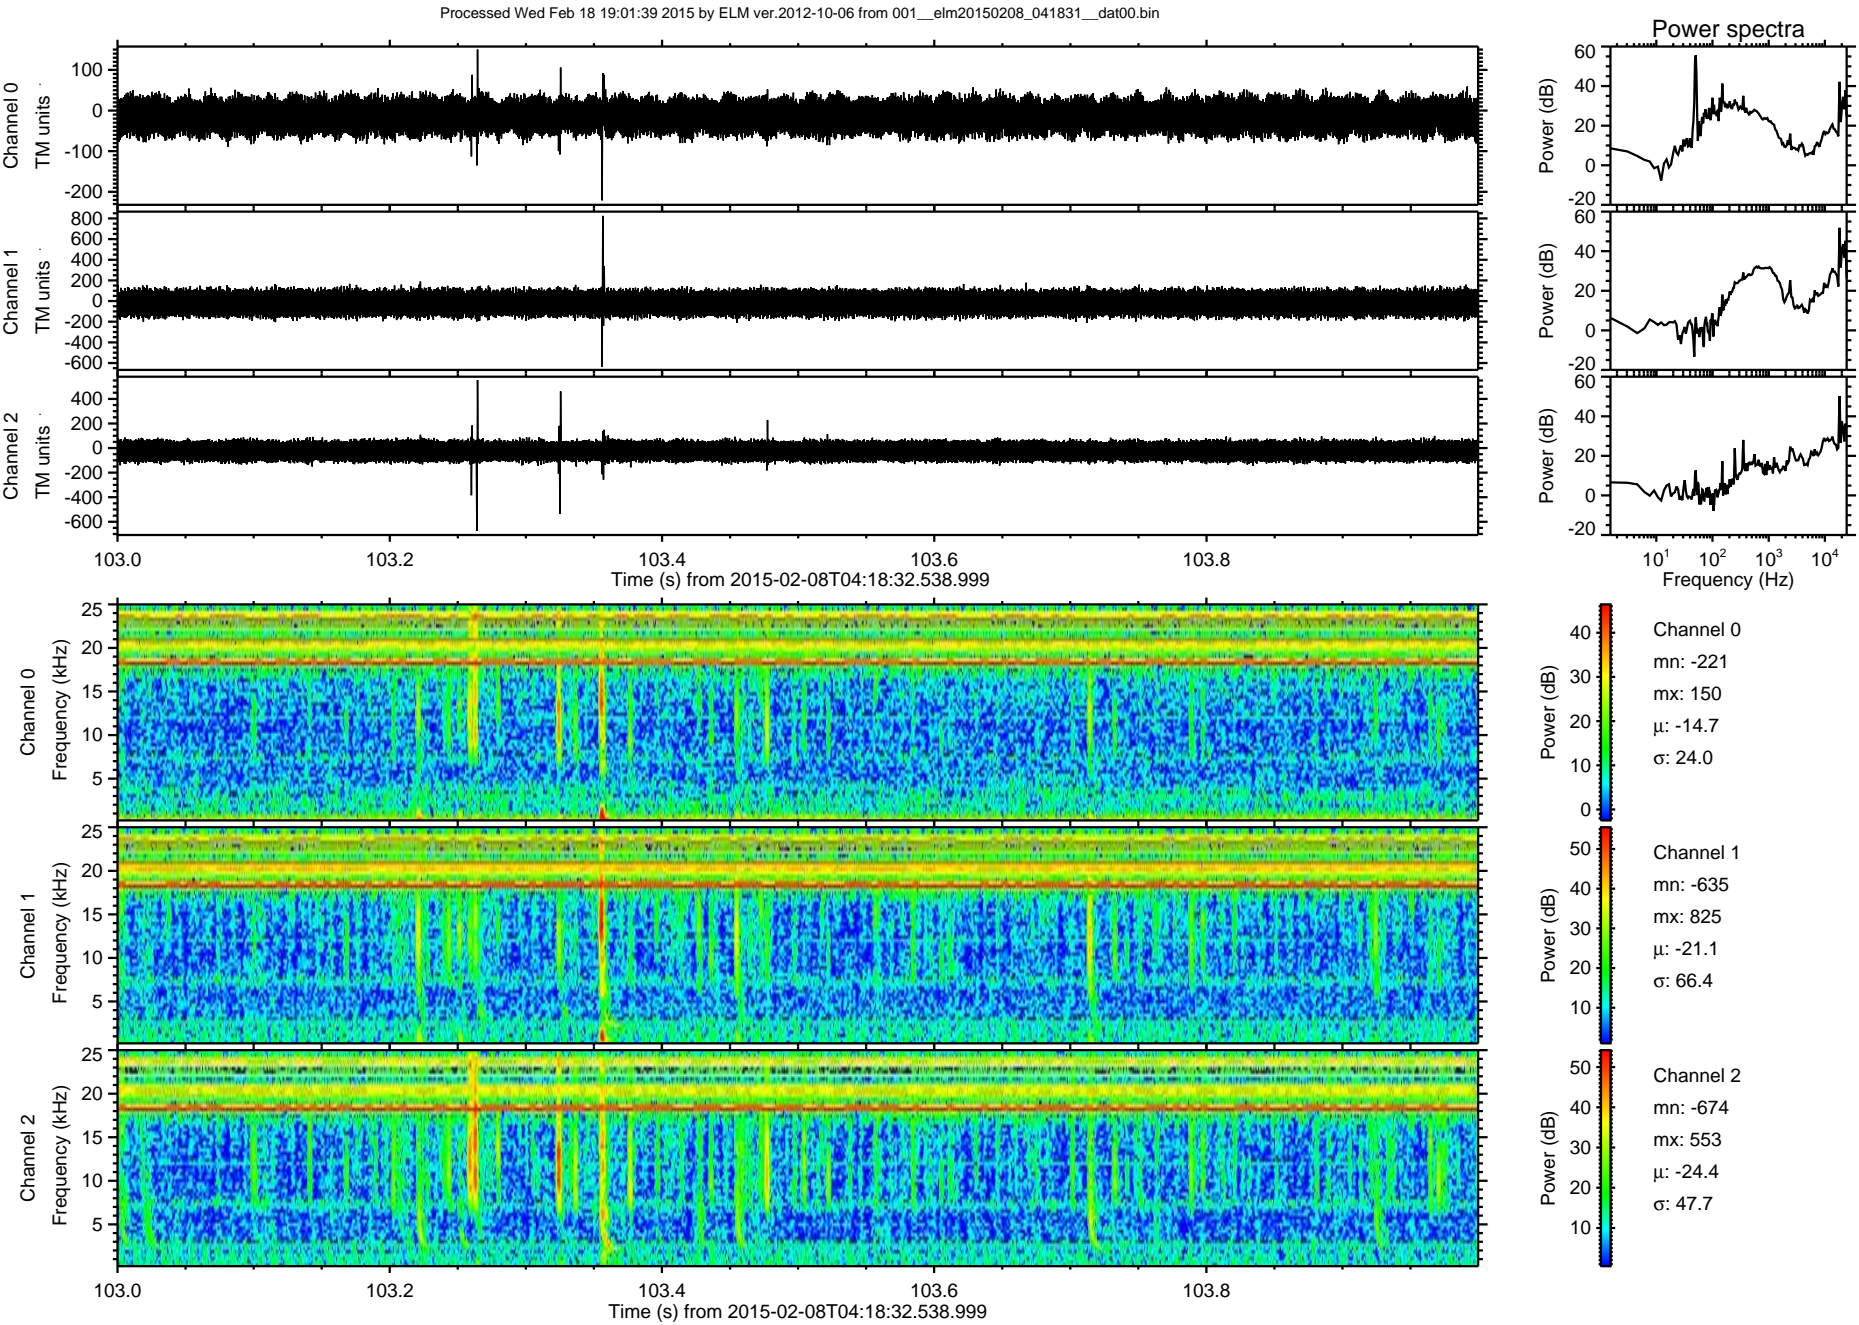 Processed Wed Feb 18 19:01:39 2015 by ELM ver.2012-10-06 from 001__elm20150208_041831__dat00.bin
Power spectra
Channel 0
TM units
100
0
-100
-200
Power (dB)
60
40
20
0
-20
Channel 1
TM units
800
600
400
200
0
-200
-400
-600
Power (dB)
60
40
20
0
-20
Channel 2
TM units
400
200
0
-200
-400
-600
Power (dB)
60
40
20
0
-20
103.0 103.2 103.4 103.6 103.8
Time (s) from 2015-02-08T04:18:32.538.999
10¹ 10² 10³ 10⁴
Frequency (Hz)
Channel 0
Frequency (kHz)
25
20
15
10
5
Power (dB)
40
30
20
10
0
Channel 0
mn: -221
mx: 150
μ: -14.7
σ: 24.0
Channel 1
Frequency (kHz)
25
20
15
10
5
Power (dB)
50
40
30
20
10
Channel 1
mn: -635
mx: 825
μ: -21.1
σ: 66.4
Channel 2
Frequency (kHz)
25
20
15
10
5
Power (dB)
50
40
30
20
10
Channel 2
mn: -674
mx: 553
μ: -24.4
σ: 47.7
103.0 103.2 103.4 103.6 103.8
Time (s) from 2015-02-08T04:18:32.538.999